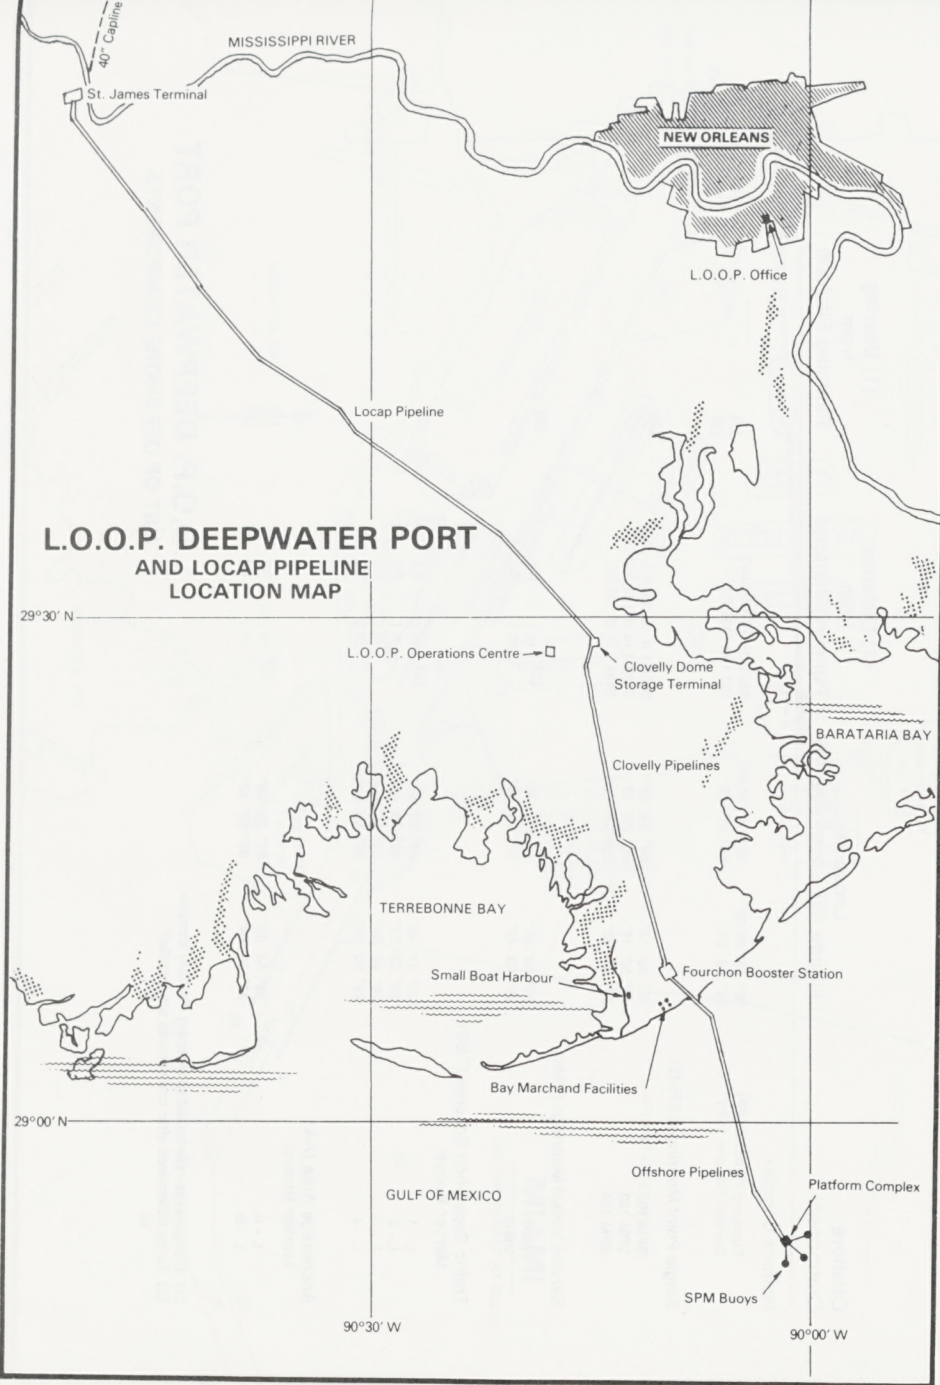 40" Capline
MISSISSIPPI RIVER
St. James Terminal
NEW ORLEANS
L.O.O.P. Office
Locap Pipeline
L.O.O.P. DEEPWATER PORT
AND LOCAP PIPELINE
LOCATION MAP
29°30' N
L.O.O.P. Operations Centre
Clovelly Dome
Storage Terminal
BARATARIA BAY
Clovelly Pipelines
TERREBONNE BAY
Small Boat Harbour
Fourchon Booster Station
Bay Marchand Facilities
29°00' N
Offshore Pipelines
Platform Complex
GULF OF MEXICO
SPM Buoys
90°30' W
90°00' W